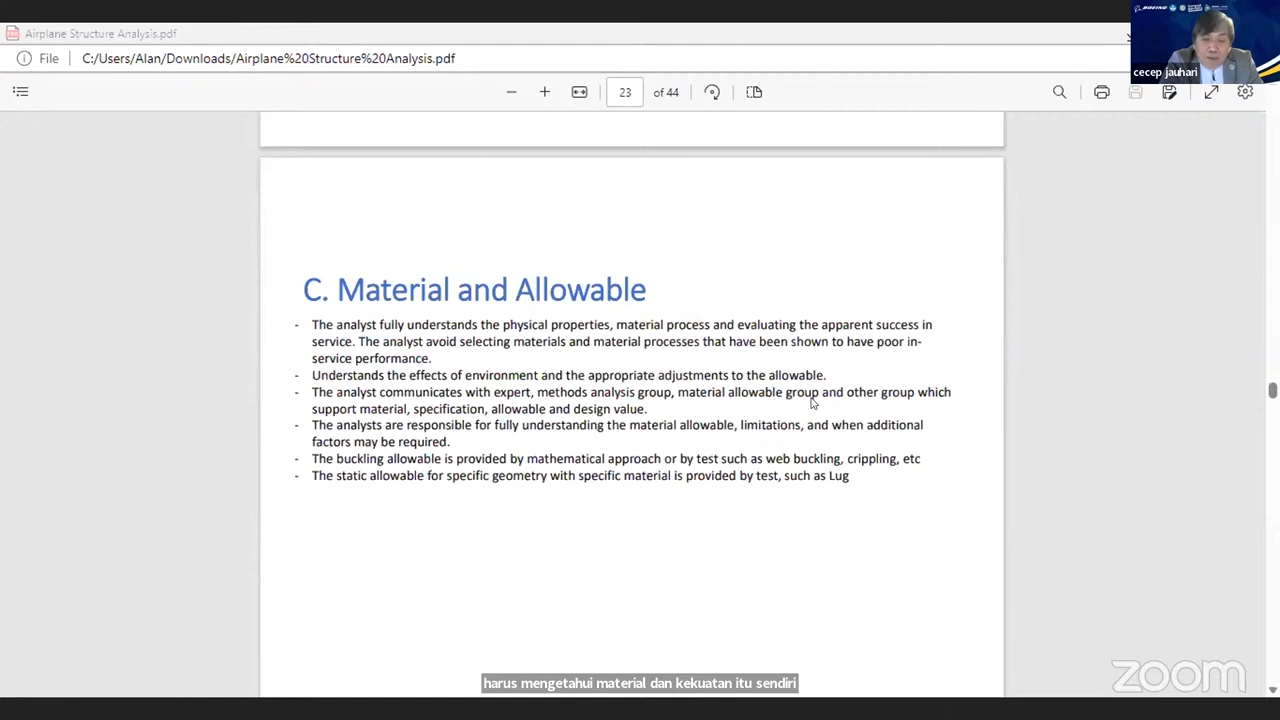 Airplane Structure Analysis.pdf
File C:/Users/Alan/Downloads/Airplane%20Structure%20Analysis.pdf
23 of 44
BOEING
cecep jauhari
C. Material and Allowable
- The analyst fully understands the physical properties, material process and evaluating the apparent success in
service. The analyst avoid selecting materials and material processes that have been shown to have poor in-
service performance.
- Understands the effects of environment and the appropriate adjustments to the allowable.
- The analyst communicates with expert, methods analysis group, material allowable group and other group which
support material, specification, allowable and design value.
- The analysts are responsible for fully understanding the material allowable, limitations, and when additional
factors may be required.
- The buckling allowable is provided by mathematical approach or by test such as web buckling, crippling, etc
- The static allowable for specific geometry with specific material is provided by test, such as Lug
harus mengetahui material dan kekuatan itu sendiri
zoom